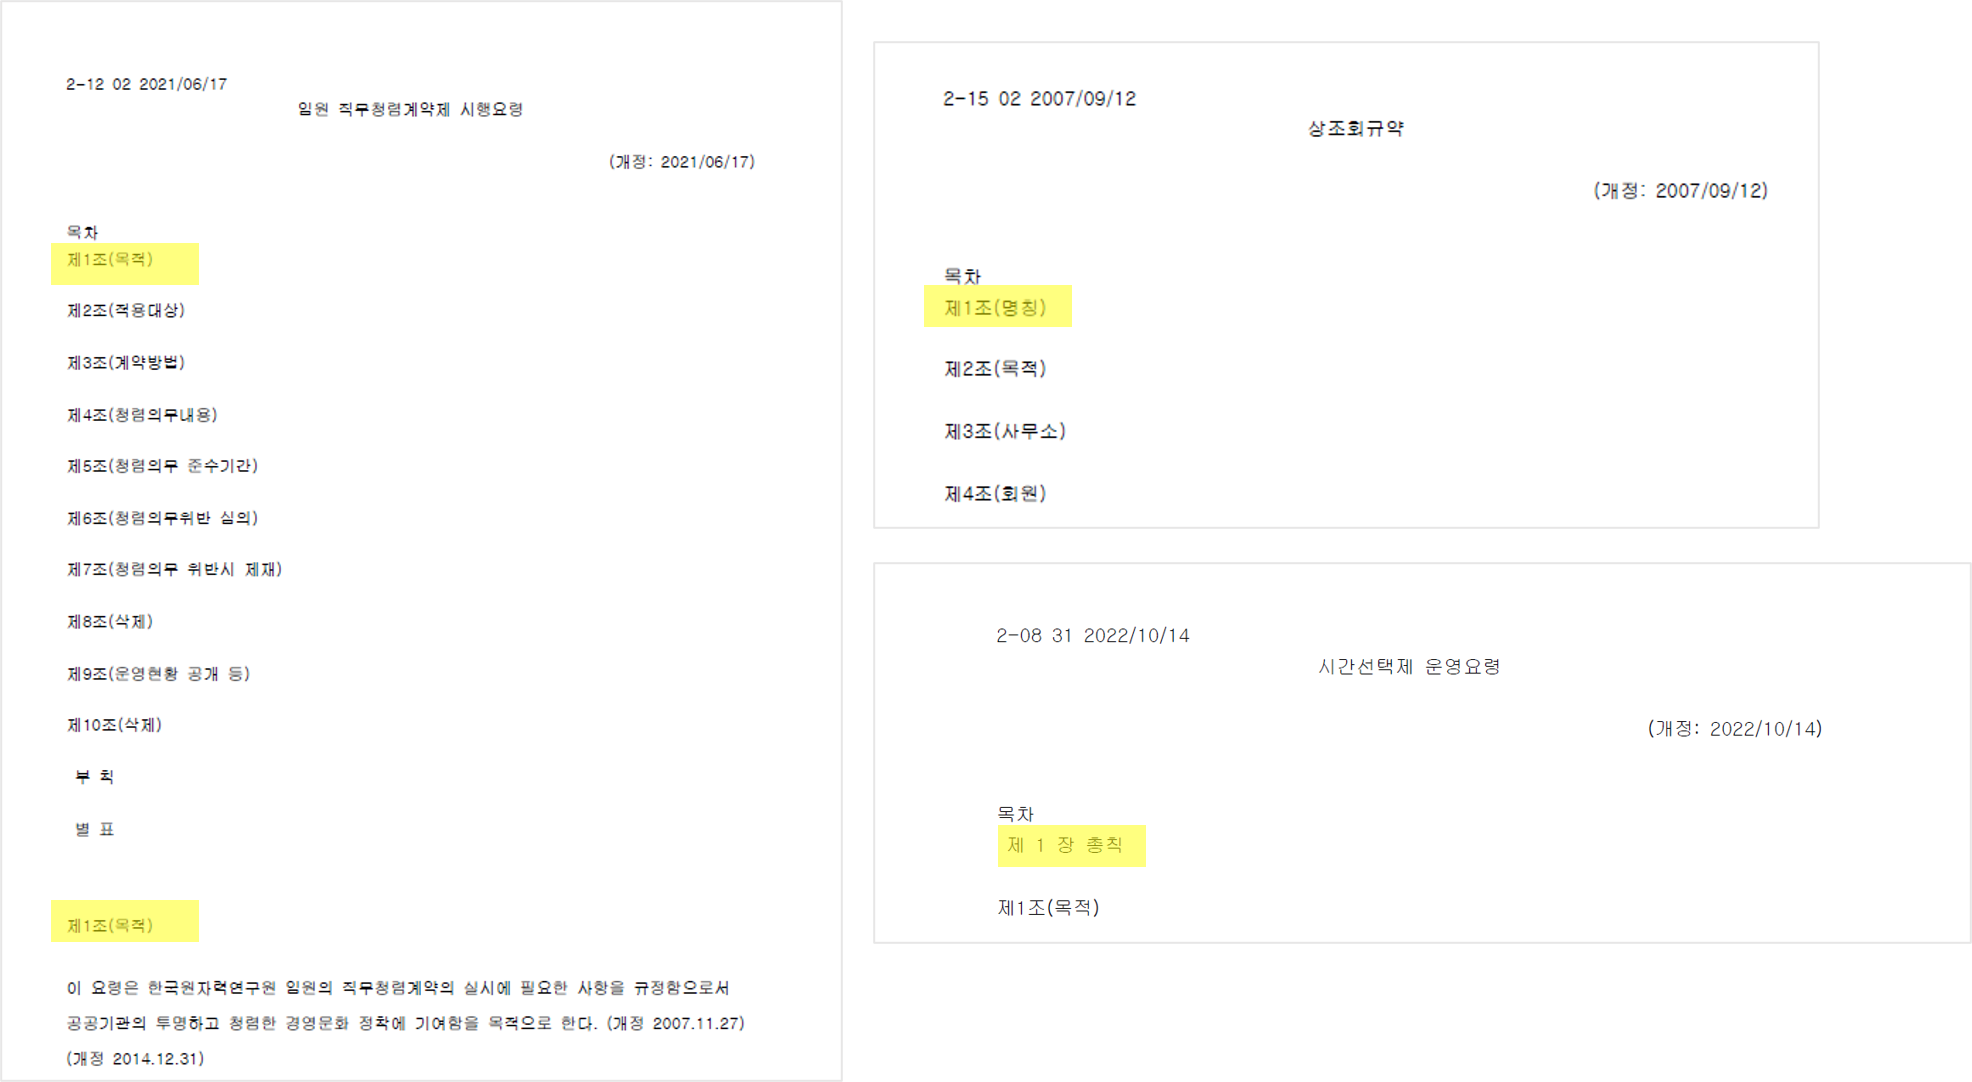 2-12 02 2021/06/17
임원 직무청렴계약제 시행요령
(개정: 2021/06/17)
목차
제1조(목적)
제2조(적용대상)
제3조(계약방법)
제4조(청렴의무내용)
제5조(청렴의무 준수기간)
제6조(청렴의무위반 심의)
제7조(청렴의무 위반시 제재)
제8조(삭제)
제9조(운영현황 공개 등)
제10조(삭제)
부 칙
별 표
제1조(목적)
이 요령은 한국원자력연구원 임원의 직무청렴계약의 실시에 필요한 사항을 규정함으로서
공공기관의 투명하고 청렴한 경영문화 정착에 기여함을 목적으로 한다. (개정 2007.11.27)
(개정 2014.12.31)
2-15 02 2007/09/12
상조회규약
(개정: 2007/09/12)
목차
제1조(명칭)
제2조(목적)
제3조(사무소)
제4조(회원)
2-08 31 2022/10/14
시간선택제 운영요령
(개정: 2022/10/14)
목차
제 1 장 총칙
제1조(목적)